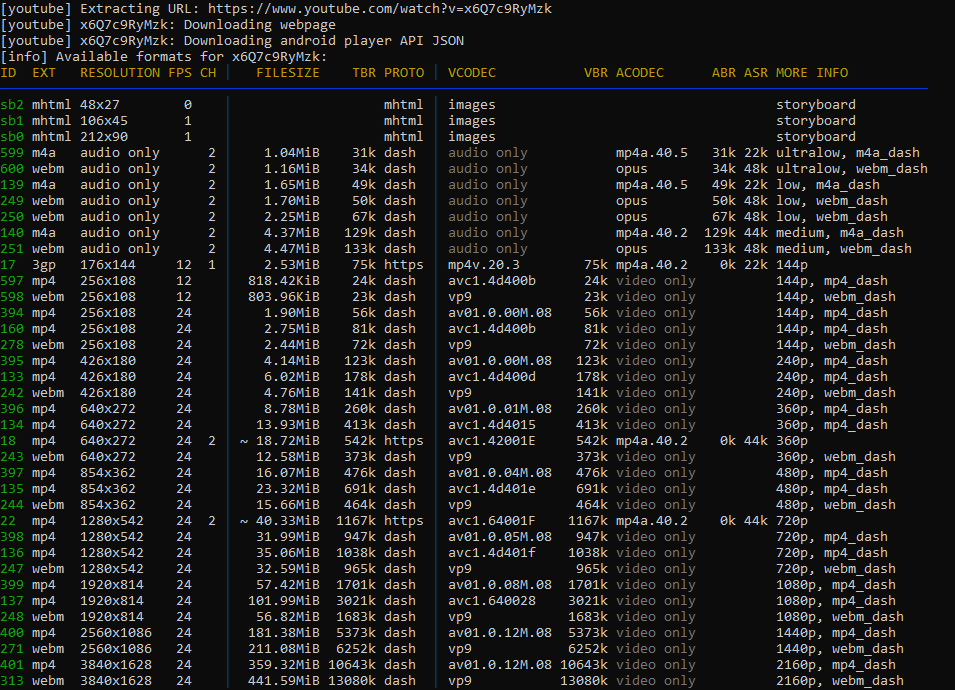 [youtube] Extracting URL: https://www.youtube.com/watch?v=x6Q7c9RyMzk
[youtube] x6Q7c9RyMzk: Downloading webpage
[youtube] x6Q7c9RyMzk: Downloading android player API JSON
[info] Available formats for x6Q7c9RyMzk:
ID EXT RESOLUTION FPS CH | FILESIZE TBR PROTO | VCODEC VBR ACODEC ABR ASR MORE INFO
sb2 mhtml 48x27 0 | mhtml | images storyboard
sb1 mhtml 106x45 1 | mhtml | images storyboard
sb0 mhtml 212x90 1 | mhtml | images storyboard
599 m4a audio only 2 | 1.04MiB 31k dash | audio only mp4a.40.5 31k 22k ultralow, m4a_dash
600 webm audio only 2 | 1.16MiB 34k dash | audio only opus 34k 48k ultralow, webm_dash
139 m4a audio only 2 | 1.65MiB 49k dash | audio only mp4a.40.5 49k 22k low, m4a_dash
249 webm audio only 2 | 1.70MiB 50k dash | audio only opus 50k 48k low, webm_dash
250 webm audio only 2 | 2.25MiB 67k dash | audio only opus 67k 48k low, webm_dash
140 m4a audio only 2 | 4.37MiB 129k dash | audio only mp4a.40.2 129k 44k medium, m4a_dash
251 webm audio only 2 | 4.47MiB 133k dash | audio only opus 133k 48k medium, webm_dash
17 3gp 176x144 12 1 | 2.53MiB 75k https | mp4v.20.3 75k mp4a.40.2 0k 22k 144p
597 mp4 256x108 12 | 818.42KiB 24k dash | avc1.4d400b 24k video only 144p, mp4_dash
598 webm 256x108 12 | 803.96KiB 23k dash | vp9 23k video only 144p, webm_dash
394 mp4 256x108 24 | 1.90MiB 56k dash | av01.0.00M.08 56k video only 144p, mp4_dash
160 mp4 256x108 24 | 2.75MiB 81k dash | avc1.4d400b 81k video only 144p, mp4_dash
278 webm 256x108 24 | 2.44MiB 72k dash | vp9 72k video only 144p, webm_dash
395 mp4 426x180 24 | 4.14MiB 123k dash | av01.0.00M.08 123k video only 240p, mp4_dash
133 mp4 426x180 24 | 6.02MiB 178k dash | avc1.4d400d 178k video only 240p, mp4_dash
242 webm 426x180 24 | 4.76MiB 141k dash | vp9 141k video only 240p, webm_dash
396 mp4 640x272 24 | 8.78MiB 260k dash | av01.0.01M.08 260k video only 360p, mp4_dash
134 mp4 640x272 24 | 13.93MiB 413k dash | avc1.4d4015 413k video only 360p, mp4_dash
18 mp4 640x272 24 2 | ~ 18.72MiB 542k https | avc1.42001E 542k mp4a.40.2 0k 44k 360p
243 webm 640x272 24 | 12.58MiB 373k dash | vp9 373k video only 360p, webm_dash
397 mp4 854x362 24 | 16.07MiB 476k dash | av01.0.04M.08 476k video only 480p, mp4_dash
135 mp4 854x362 24 | 23.32MiB 691k dash | avc1.4d401e 691k video only 480p, mp4_dash
244 webm 854x362 24 | 15.66MiB 464k dash | vp9 464k video only 480p, webm_dash
22 mp4 1280x542 24 2 | ~ 40.33MiB 1167k https | avc1.64001F 1167k mp4a.40.2 0k 44k 720p
398 mp4 1280x542 24 | 31.99MiB 947k dash | av01.0.05M.08 947k video only 720p, mp4_dash
136 mp4 1280x542 24 | 35.06MiB 1038k dash | avc1.4d401f 1038k video only 720p, mp4_dash
247 webm 1280x542 24 | 32.59MiB 965k dash | vp9 965k video only 720p, webm_dash
399 mp4 1920x814 24 | 57.42MiB 1701k dash | av01.0.08M.08 1701k video only 1080p, mp4_dash
137 mp4 1920x814 24 | 101.99MiB 3021k dash | avc1.640028 3021k video only 1080p, mp4_dash
248 webm 1920x814 24 | 56.82MiB 1683k dash | vp9 1683k video only 1080p, webm_dash
400 mp4 2560x1086 24 | 181.38MiB 5373k dash | av01.0.12M.08 5373k video only 1440p, mp4_dash
271 webm 2560x1086 24 | 211.08MiB 6252k dash | vp9 6252k video only 1440p, webm_dash
401 mp4 3840x1628 24 | 359.32MiB 10643k dash | av01.0.12M.08 10643k video only 2160p, mp4_dash
313 webm 3840x1628 24 | 441.59MiB 13080k dash | vp9 13080k video only 2160p, webm_dash